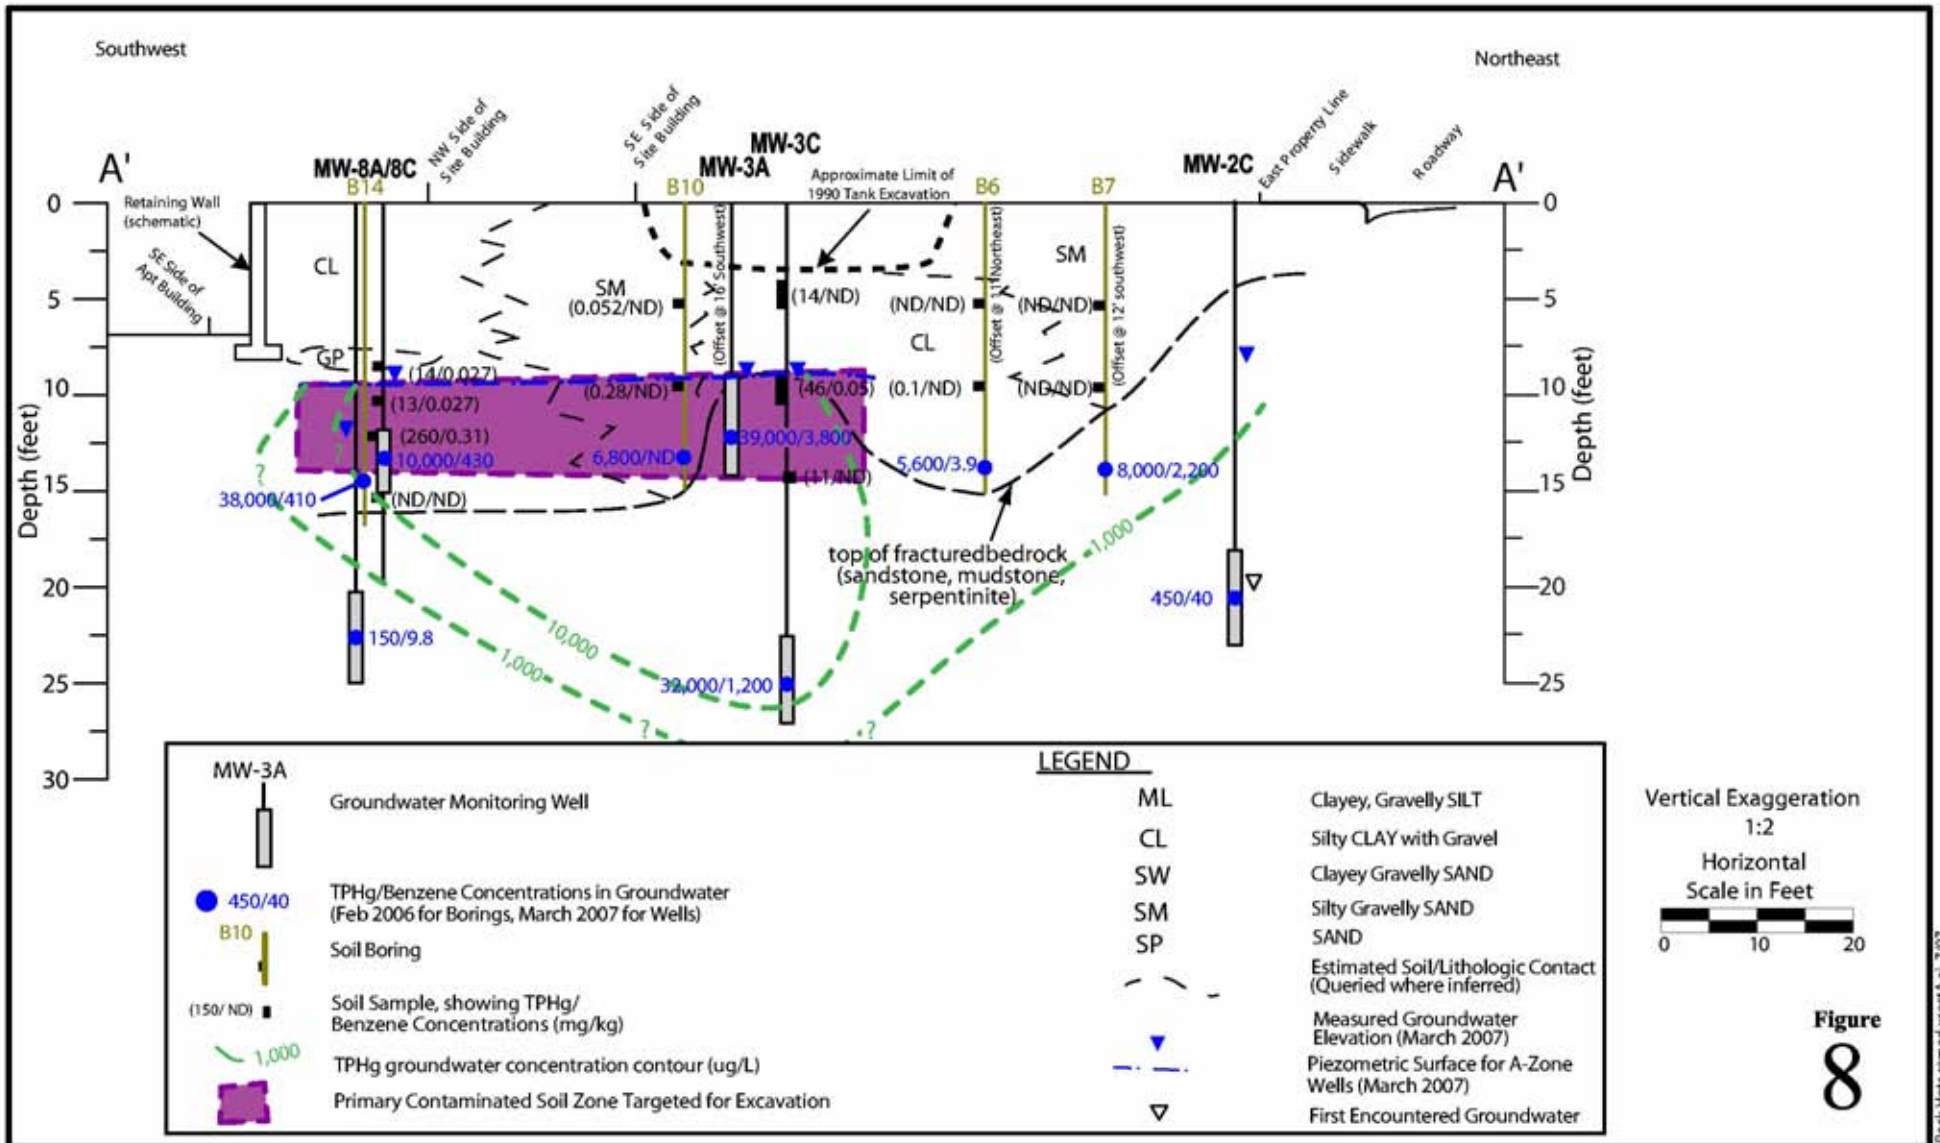 Southwest
Northeast
A'
MW-8A/8C
B14
NW Side of
Site Building
SE Side of
Site Building
B10
MW-3A
MW-3C
Approximate Limit of
1990 Tank Excavation
B6
B7
MW-2C
East Property Line
Sidewalk
Roadway
A'
Retaining Wall
(schematic)
SE Side of
Apt Building
0
5
10
15
20
25
30
Depth (feet)
0
5
10
15
20
25
Depth (feet)
CL
GP
SM
(0.052/ND)
(Offset @ 16' Southwest)
(14/ND)
(ND/ND)
(Offset @ 11' Northeast)
SM
(ND/ND)
(Offset @ 12' southwest)
CL
(14/0.027)
(13/0.027)
(260/0.31)
10,000/430
38,000/410
(ND/ND)
(0.28/ND)
6,800/ND
(46/0.05)
39,000/3,800
(11/ND)
(0.1/ND)
(ND/ND)
5,600/3.9
8,000/2,200
?
?
top of fracturedbedrock
(sandstone, mudstone,
serpentinite)
1,000
150/9.8
10,000
1,000
32,000/1,200
450/40
?
?
LEGEND
MW-3A
Groundwater Monitoring Well
450/40
TPHg/Benzene Concentrations in Groundwater
(Feb 2006 for Borings, March 2007 for Wells)
B10
Soil Boring
(150/ ND)
Soil Sample, showing TPHg/
Benzene Concentrations (mg/kg)
1,000
TPHg groundwater concentration contour (ug/L)
Primary Contaminated Soil Zone Targeted for Excavation
ML
Clayey, Gravelly SILT
CL
Silty CLAY with Gravel
SW
Clayey Gravelly SAND
SM
Silty Gravelly SAND
SP
SAND
Estimated Soil/Lithologic Contact
(Queried where inferred)
Measured Groundwater
Elevation (March 2007)
Piezometric Surface for A-Zone
Wells (March 2007)
First Encountered Groundwater
Vertical Exaggeration
1:2
Horizontal
Scale in Feet
0
10
20
Figure
8